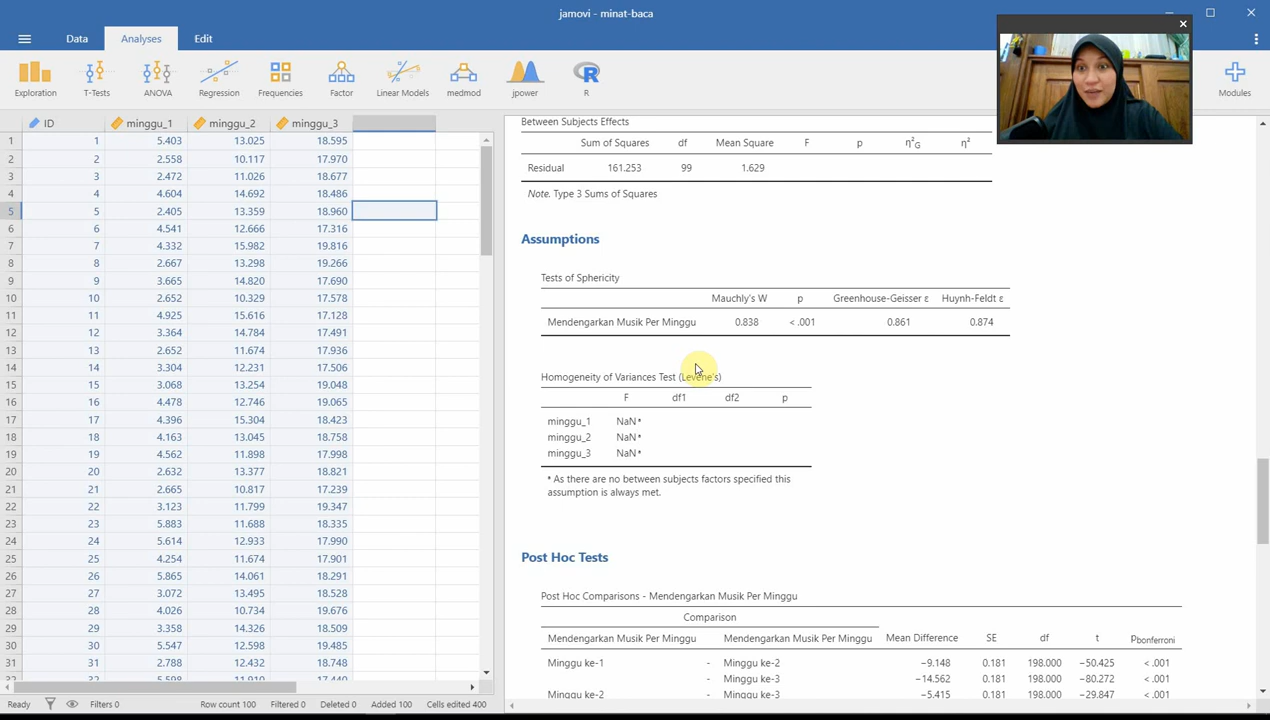 jamovi - minat-baca
Data Analyses Edit
Exploration T-Tests ANOVA Regression Frequencies Factor Linear Models medmod jpower R Modules
ID minggu_1 minggu_2 minggu_3
1 1 5.403 13.025 18.595
2 2 2.558 10.117 17.970
3 3 2.472 11.026 18.677
4 4 4.604 14.692 18.486
5 5 2.405 13.359 18.960
6 6 4.541 12.666 17.316
7 7 4.332 15.982 19.816
8 8 2.667 13.298 19.266
9 9 3.665 14.820 17.690
10 10 2.652 10.329 17.578
11 11 4.925 15.616 17.128
12 12 3.364 14.784 17.491
13 13 2.652 11.674 17.936
14 14 3.304 12.231 17.506
15 15 3.068 13.254 19.048
16 16 4.478 12.746 19.065
17 17 4.396 15.304 18.423
18 18 4.163 13.045 18.758
19 19 4.562 11.898 17.998
20 20 2.632 13.377 18.821
21 21 2.665 10.817 17.239
22 22 3.123 11.799 19.347
23 23 5.883 11.688 18.335
24 24 5.614 12.933 17.990
25 25 4.254 11.674 17.901
26 26 5.865 14.061 18.291
27 27 3.072 13.495 18.528
28 28 4.026 10.734 19.676
29 29 3.358 14.326 18.509
30 30 5.547 12.598 19.485
31 31 2.788 12.432 18.748
32 32 5.598 11.910 17.440
Ready Filters 0 Row count 100 Filtered 0 Deleted 0 Added 100 Cells edited 400
Between Subjects Effects
Sum of Squares df Mean Square F p η²G η²
Residual 161.253 99 1.629
Note. Type 3 Sums of Squares
Assumptions
Tests of Sphericity
Mauchly's W p Greenhouse-Geisser ε Huynh-Feldt ε
Mendengarkan Musik Per Minggu 0.838 < .001 0.861 0.874
Homogeneity of Variances Test (Levene's)
F df1 df2 p
minggu_1 NaN ᵃ
minggu_2 NaN ᵃ
minggu_3 NaN ᵃ
ᵃ As there are no between subjects factors specified this
assumption is always met.
Post Hoc Tests
Post Hoc Comparisons - Mendengarkan Musik Per Minggu
Comparison
Mendengarkan Musik Per Minggu Mendengarkan Musik Per Minggu Mean Difference SE df t pbonferroni
Minggu ke-1 - Minggu ke-2 −9.148 0.181 198.000 −50.425 < .001
- Minggu ke-3 −14.562 0.181 198.000 −80.272 < .001
Minggu ke-2 - Minggu ke-3 −5.415 0.181 198.000 −29.847 < .001